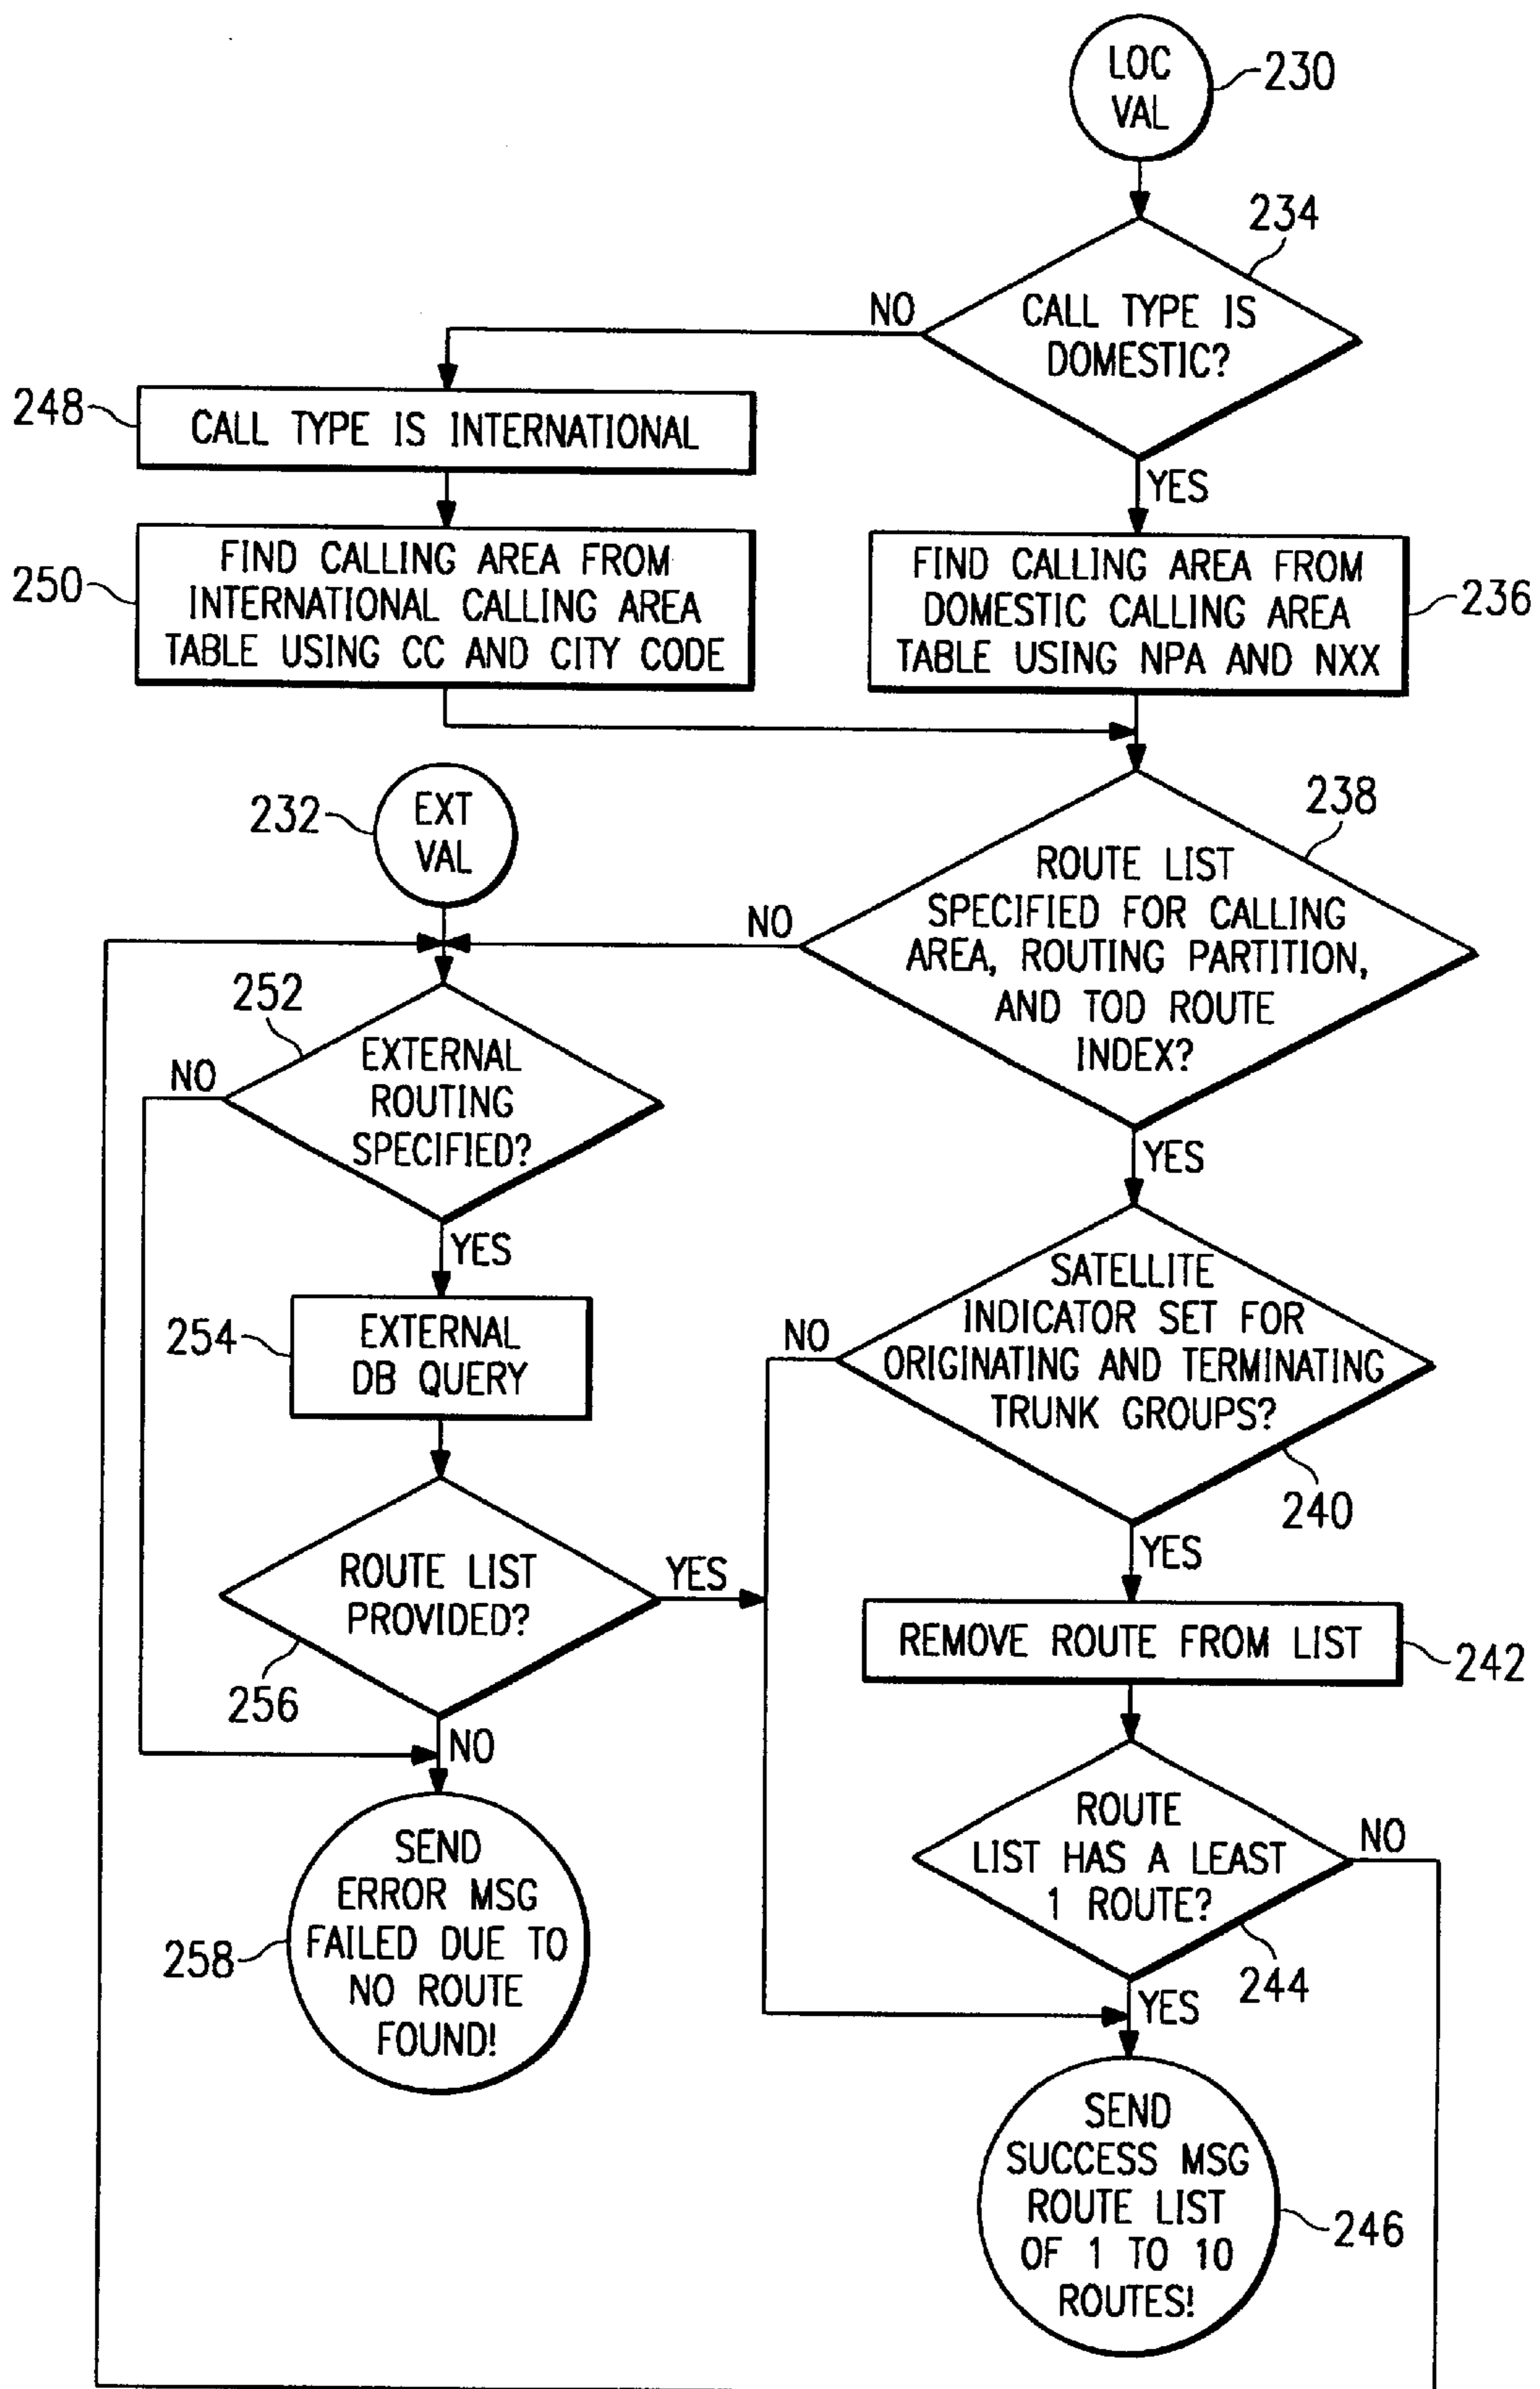 LOC
VAL
230
234
NO
CALL TYPE IS
DOMESTIC?
248
CALL TYPE IS INTERNATIONAL
YES
250
FIND CALLING AREA FROM
INTERNATIONAL CALLING AREA
TABLE USING CC AND CITY CODE
FIND CALLING AREA FROM
DOMESTIC CALLING AREA
TABLE USING NPA AND NXX
236
232
EXT
VAL
238
NO
ROUTE LIST
SPECIFIED FOR CALLING
AREA, ROUTING PARTITION,
AND TOD ROUTE
INDEX?
252
NO
EXTERNAL
ROUTING
SPECIFIED?
YES
YES
254
EXTERNAL
DB QUERY
NO
SATELLITE
INDICATOR SET FOR
ORIGINATING AND TERMINATING
TRUNK GROUPS?
240
YES
ROUTE LIST
PROVIDED?
YES
256
NO
REMOVE ROUTE FROM LIST
242
ROUTE
LIST HAS A LEAST
1 ROUTE?
NO
244
YES
258
SEND
ERROR MSG
FAILED DUE TO
NO ROUTE
FOUND!
SEND
SUCCESS MSG
ROUTE LIST
OF 1 TO 10
ROUTES!
246